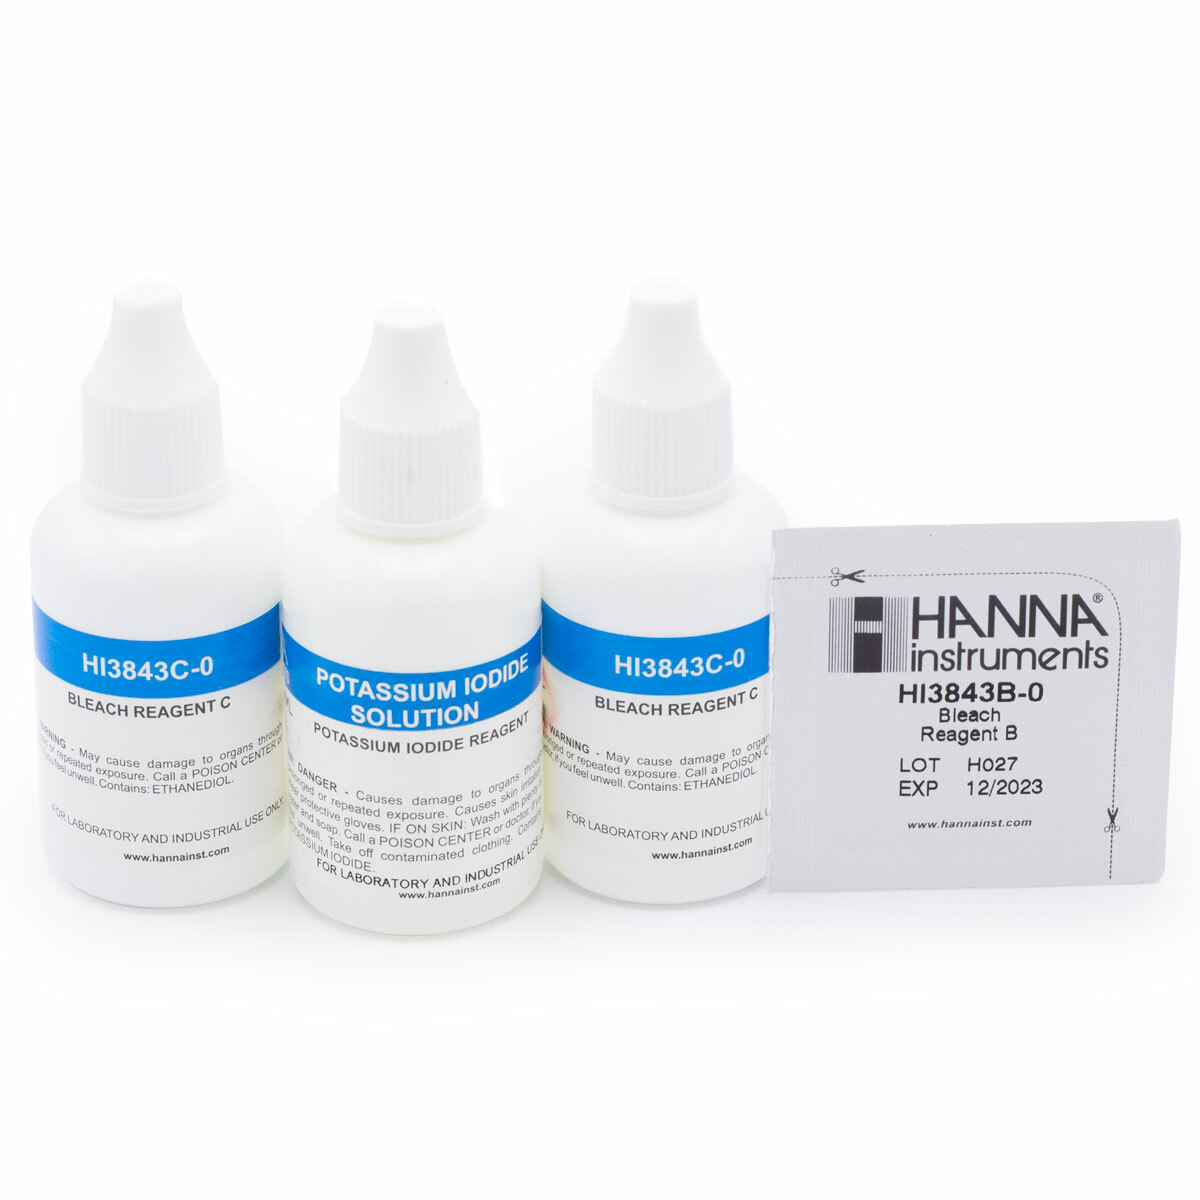 HI3843C-0
BLEACH REAGENT C
WARNING - May cause damage to organs through
or repeated exposure. Call a POISON CENTER or
you feel unwell. Contains: ETHANEDIOL.
FOR LABORATORY AND INDUSTRIAL USE ONLY
www.hannainst.com
POTASSIUM IODIDE
SOLUTION
POTASSIUM IODIDE REAGENT
DANGER - Causes damage to organs through
or repeated exposure. Causes skin irritation
protective gloves. IF ON SKIN: Wash with plenty
and soap. Call a POISON CENTER or doctor, if you
unwell. Take off contaminated clothing.
IODIDE.
FOR LABORATORY AND INDUSTRIAL USE
www.hannainst.com
HI3843C-0
BLEACH REAGENT C
WARNING - May cause damage to organs
or repeated exposure. Call a POISON
if you feel unwell. Contains: ETHANEDIOL.
FOR LABORATORY AND INDUSTRIAL USE
www.hannainst.com
HANNA®
instruments
HI3843B-0
Bleach
Reagent B
LOT H027
EXP 12/2023
www.hannainst.com